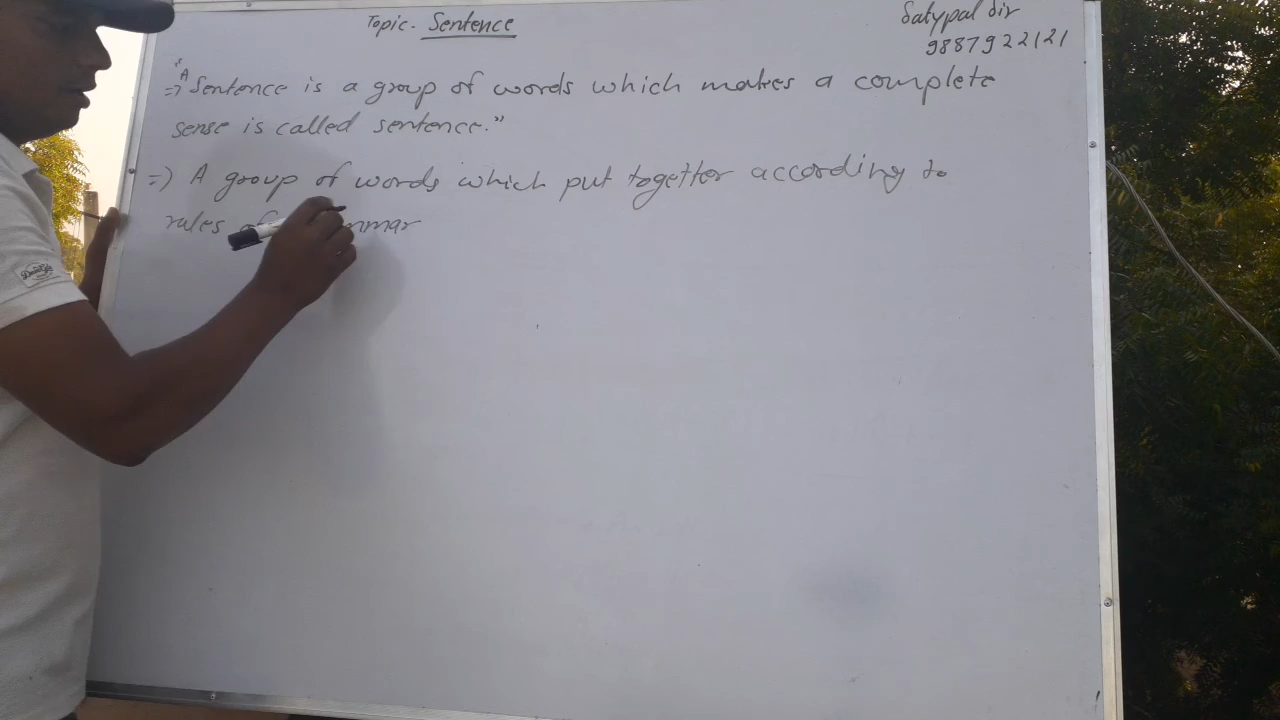 Topic. Sentence
Satypal Sir
9887922121
"A
=> Sentence is a group of words which makes a complete
sense is called sentence."
=> A group of words which put together according to
rules of